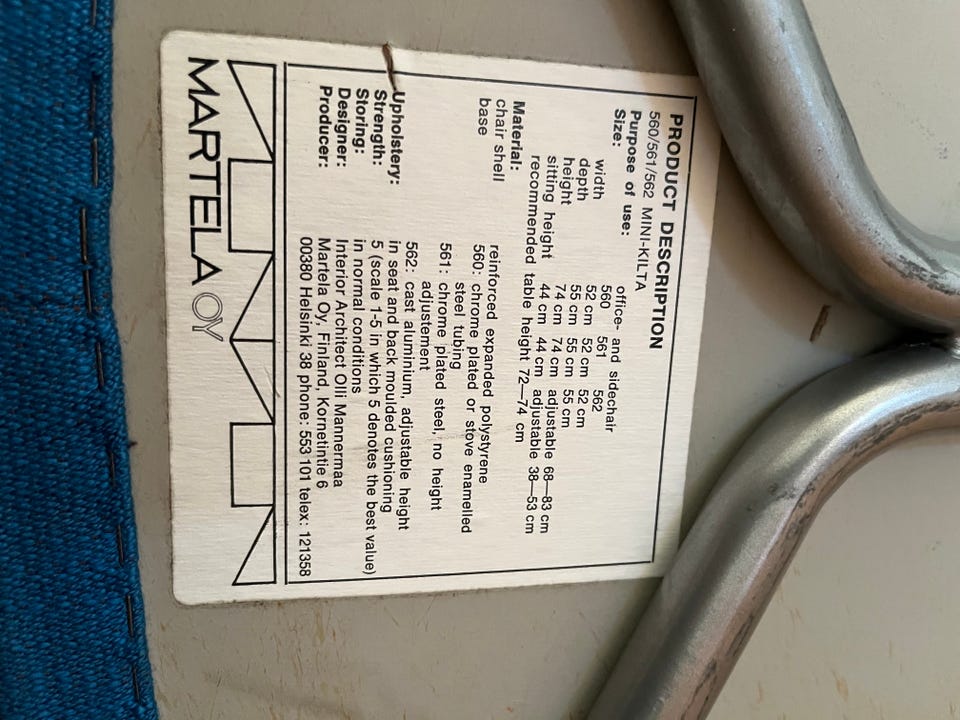 PRODUCT DESCRIPTION
560/561/562 MINI-KILTA
Purpose of use: office- and sidechair
Size: 560 561 562
width 52 cm 52 cm 52 cm
depth 55 cm 55 cm 55 cm
height 74 cm 74 cm adjustable 68—83 cm
sitting height 44 cm 44 cm adjustable 38—53 cm
recommended table height 72—74 cm
Material:
chair shell reinforced expanded polystyrene
base 560: chrome plated or stove enamelled
steel tubing
561: chrome plated steel, no height
adjustement
562: cast aluminium, adjustable height
Upholstery: in seat and back moulded cushioning
Strength: 5 (scale 1-5 in which 5 denotes the best value)
Storing: in normal conditions
Designer: Interior Architect Olli Mannermaa
Producer: Martela Oy, Finland, Kornetintie 6
00380 Helsinki 38 phone: 553 101 telex: 121358
MARTELA OY